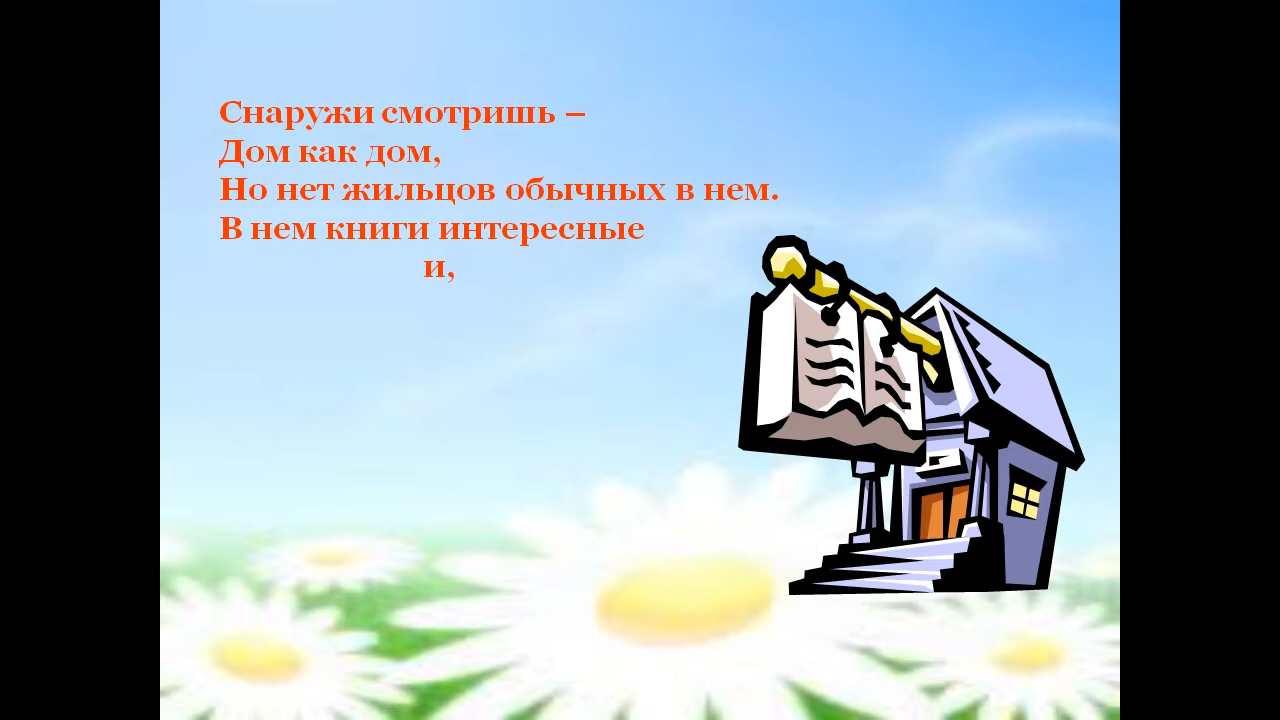 Снаружи смотришь –
Дом как дом,
Но нет жильцов обычных в нем.
В нем книги интересные
и,